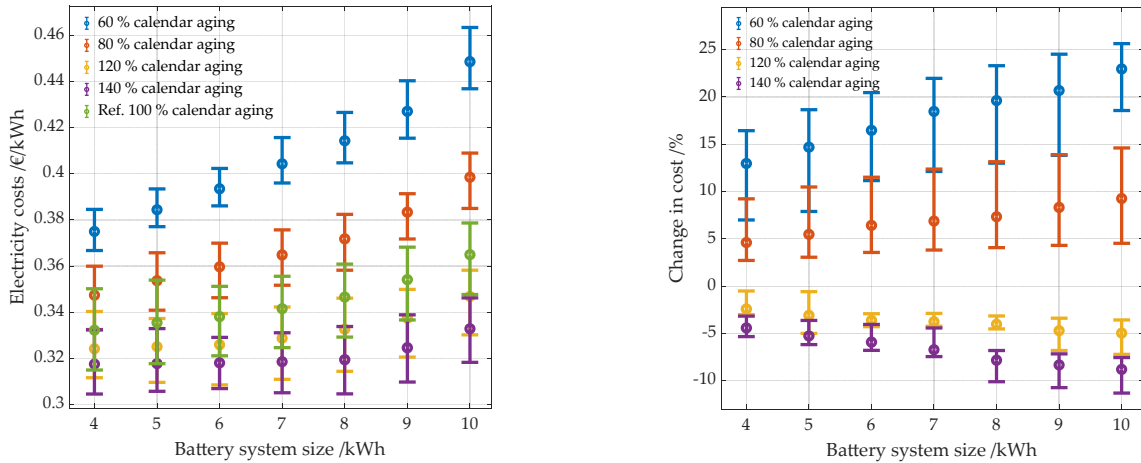 60 % calendar aging
80 % calendar aging
120 % calendar aging
140 % calendar aging
Ref. 100 % calendar aging
Electricity costs /€/kWh
0.46
0.44
0.42
0.4
0.38
0.36
0.34
0.32
0.3
4 5 6 7 8 9 10
Battery system size /kWh
60 % calendar aging
80 % calendar aging
120 % calendar aging
140 % calendar aging
Change in cost /%
25
20
15
10
5
0
-5
-10
4 5 6 7 8 9 10
Battery system size /kWh